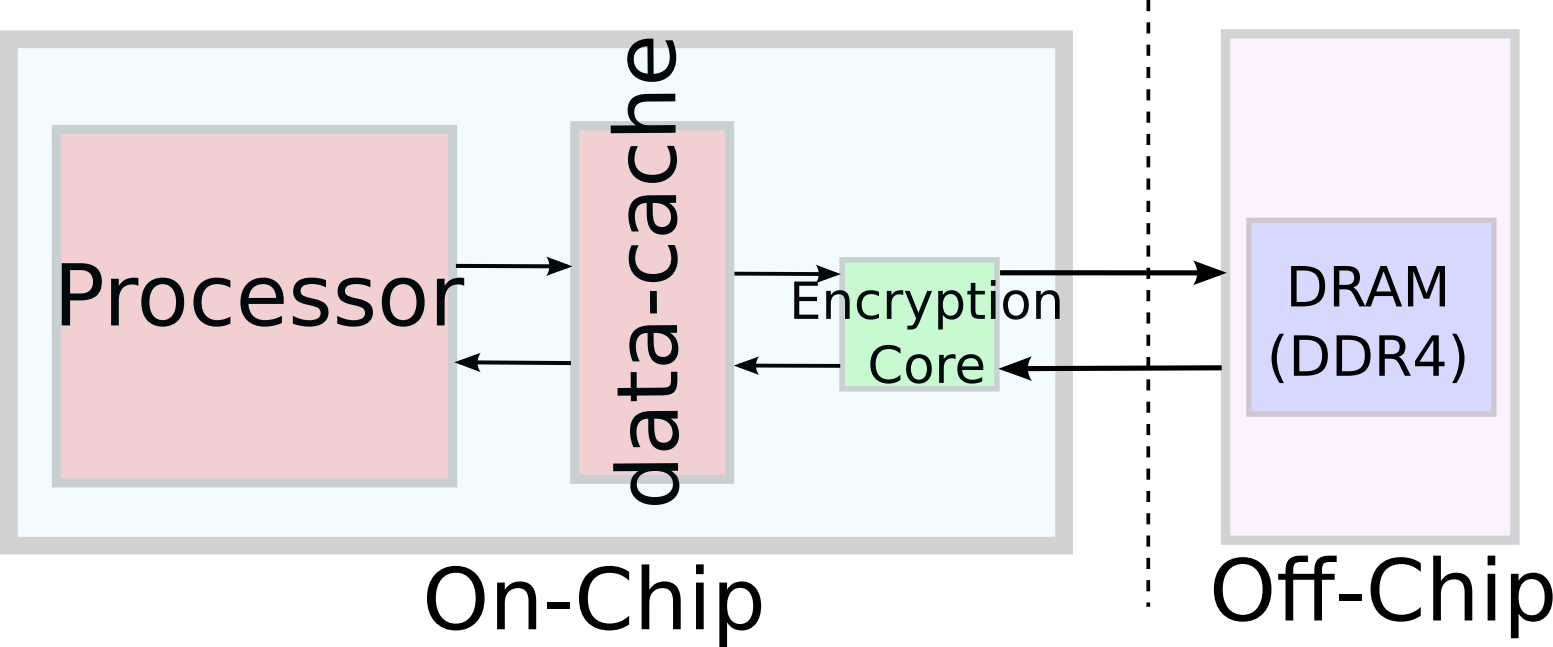 Processor
data-cache
Encryption
Core
DRAM
(DDR4)
On-Chip
Off-Chip